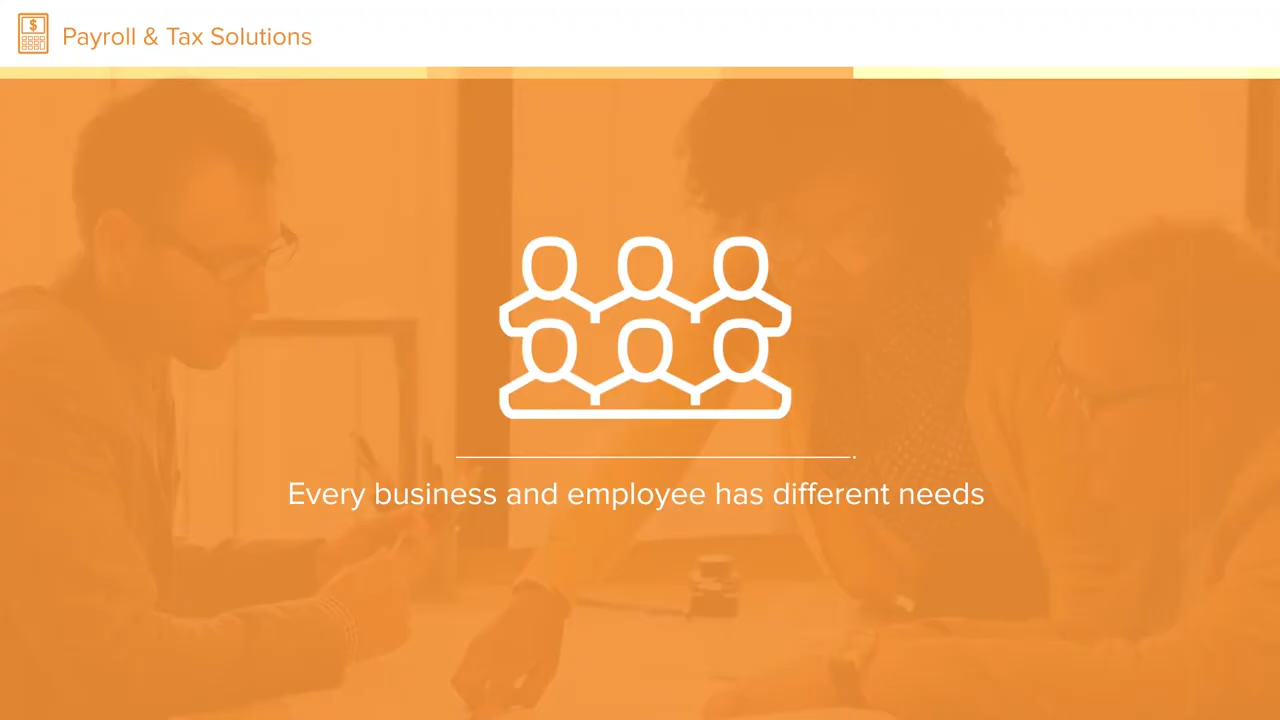 $
Payroll & Tax Solutions
Every business and employee has different needs